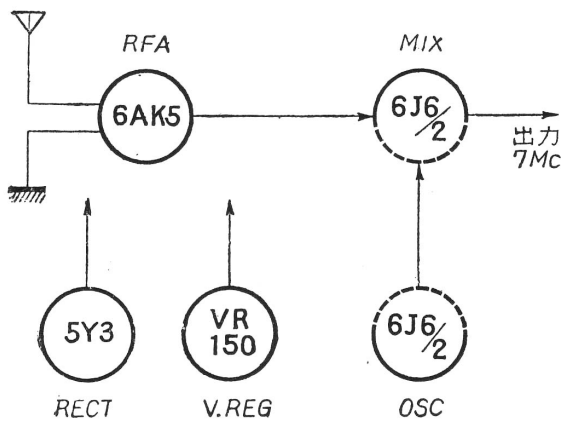 RFA
MIX
6AK5
6J6/2
出力
7Mc
5Y3
VR
150
6J6/2
RECT
V.REG
OSC